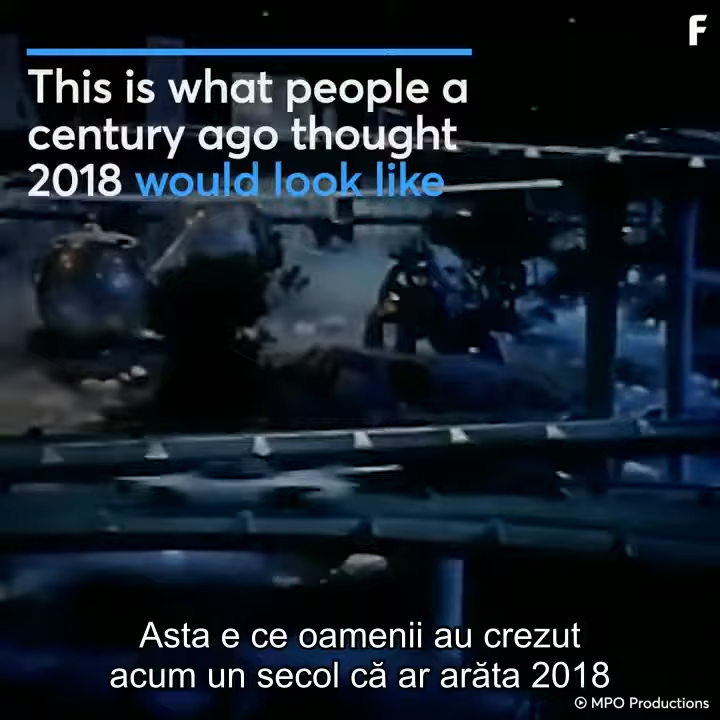 F
This is what people a
century ago thought
2018 would look like
Asta e ce oamenii au crezut
acum un secol că ar arăta 2018
MPO Productions